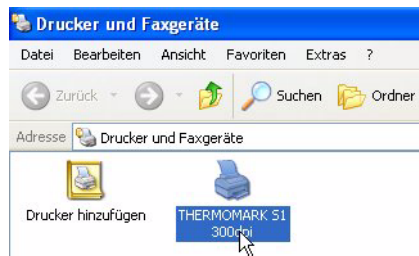 Drucker und Faxgeräte
Datei Bearbeiten Ansicht Favoriten Extras ?
Zurück Suchen Ordner
Adresse Drucker und Faxgeräte
Drucker hinzufügen THERMOMARK S1
300dpi